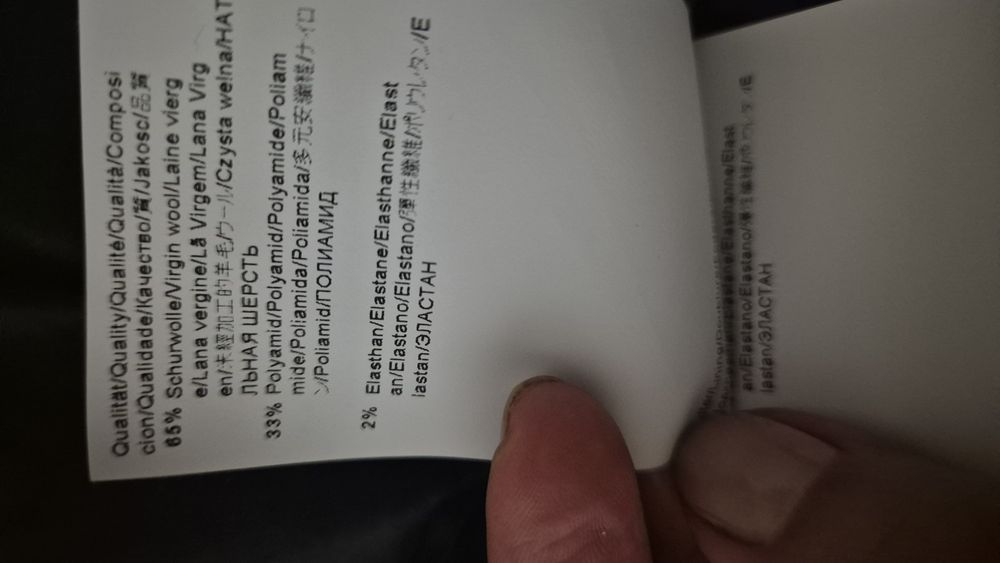 Qualität/Quality/Qualité/Qualità/Composi
cion/Qualidade/Качество/質/Jakosc/品質
65% Schurwolle/Virgin wool/Laine vierg
e/Lana vergine/Lã Virgem/Lana Virg
en/未經加工的羊毛/ウール/Czysta welna/НАТ
ЛЬНАЯ ШЕРСТЬ
33% Polyamid/Polyamid/Polyamide/Poliam
mide/Poliamida/Poliamida/多元安纖維/ナイロ
ン/Poliamid/ПОЛИАМИД
2% Elasthan/Elastane/Elasthanne/Elast
an/Elastano/Elastano/彈性纖維/ポリウレタン/E
lastan/ЭЛАСТАН
an/Elastano/Elastano/
lastan/ЭЛАСТАН